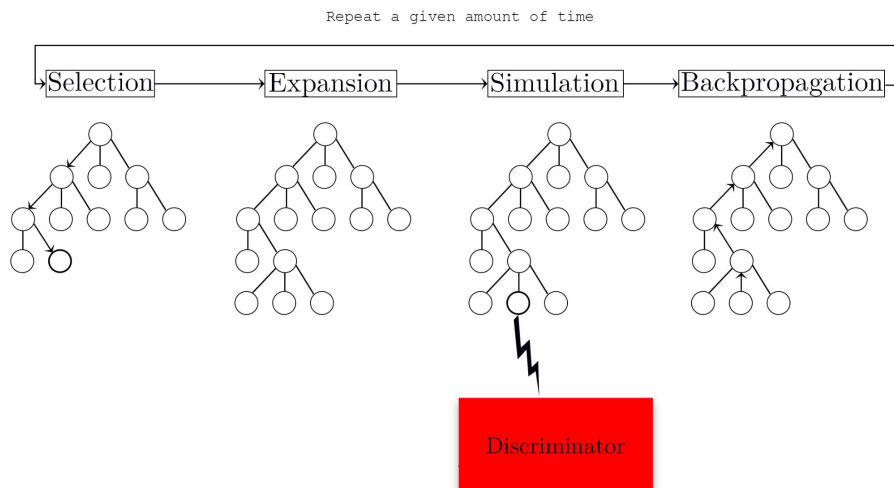 Repeat a given amount of time
Selection
Expansion
Simulation
Backpropagation
Discriminator